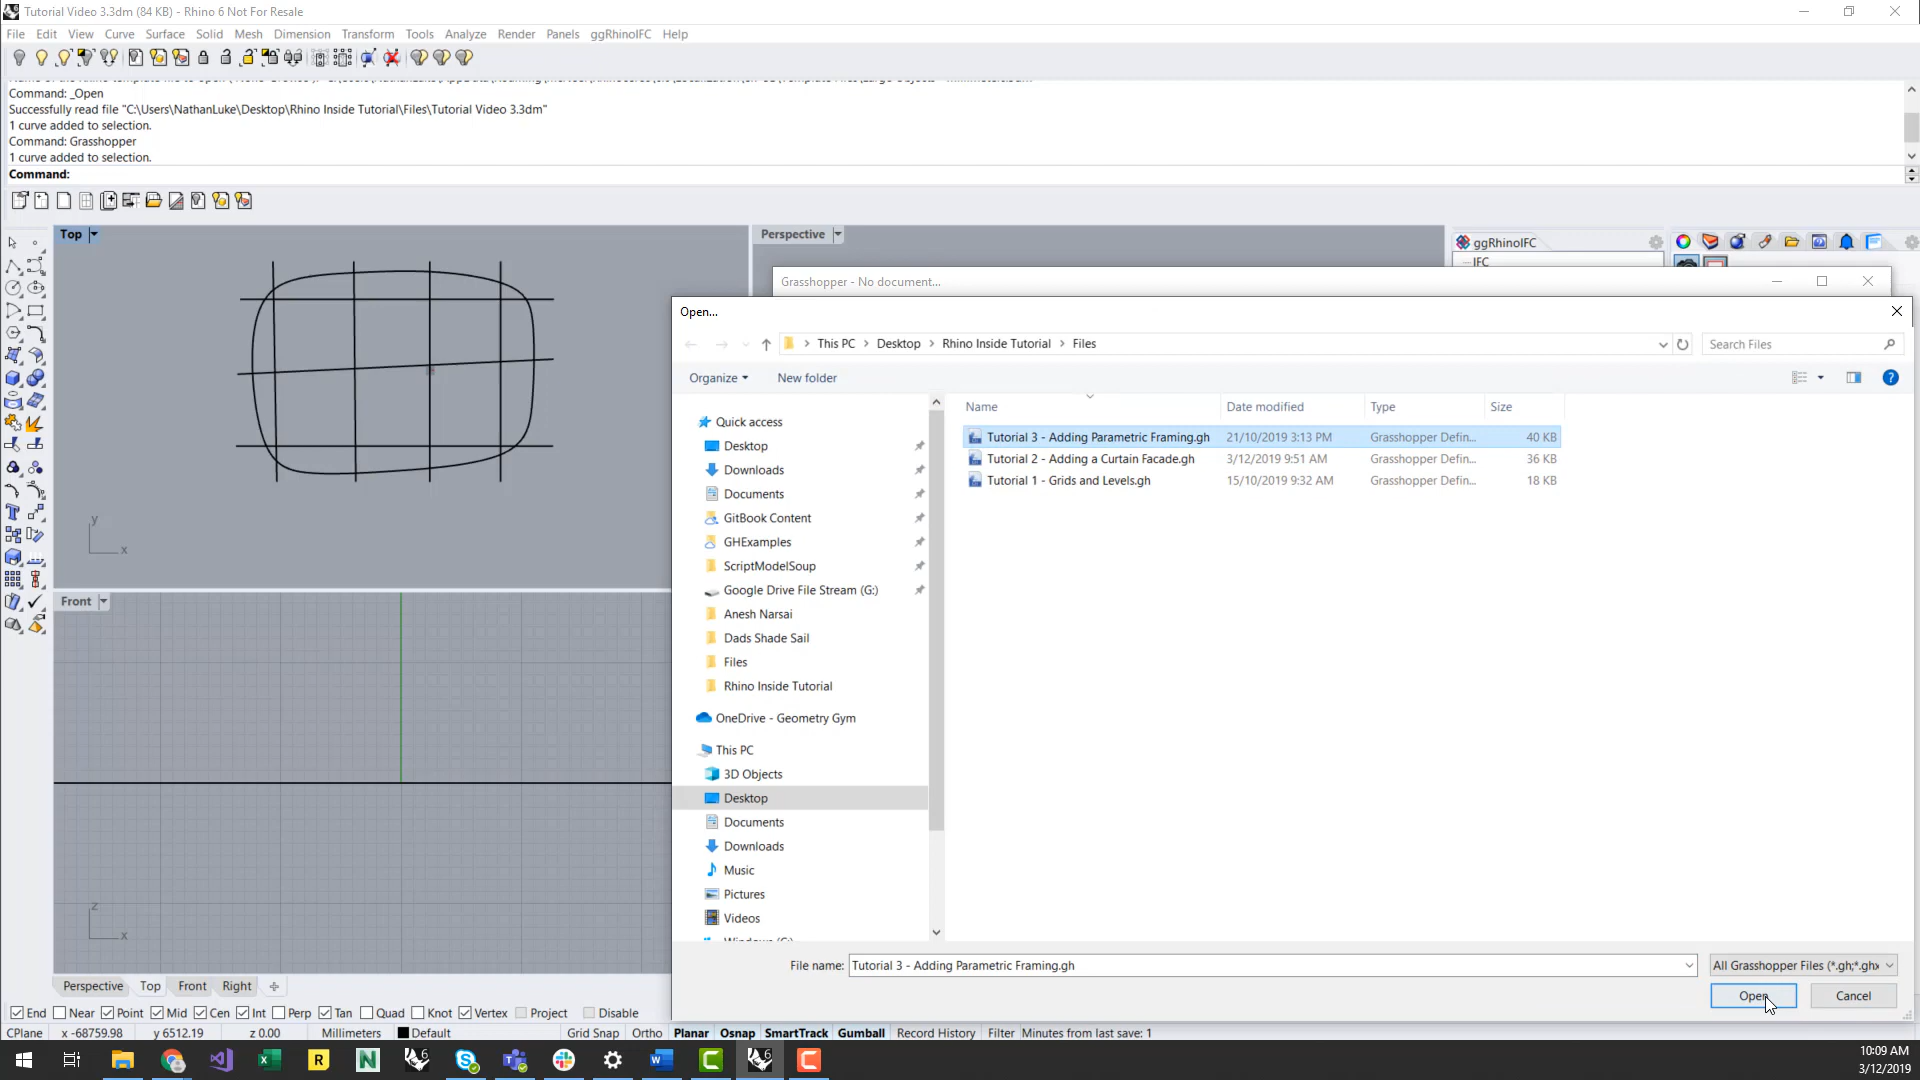 Tutorial Video 3.3dm (84 KB) - Rhino 6 Not For Resale
File Edit View Curve Surface Solid Mesh Dimension Transform Tools Analyze Render Panels ggRhinoIFC Help
Command: _Open
Successfully read file "C:\Users\NathanLuke\Desktop\Rhino Inside Tutorial\Files\Tutorial Video 3.3dm"
1 curve added to selection.
Command: Grasshopper
1 curve added to selection.
Command:
Top
Perspective
ggRhinoIFC
IFC
Grasshopper - No document...
Open...
This PC > Desktop > Rhino Inside Tutorial > Files
Search Files
Organize
New folder
Name Date modified Type Size
Tutorial 3 - Adding Parametric Framing.gh 21/10/2019 3:13 PM Grasshopper Defin... 40 KB
Tutorial 2 - Adding a Curtain Facade.gh 3/12/2019 9:51 AM Grasshopper Defin... 36 KB
Tutorial 1 - Grids and Levels.gh 15/10/2019 9:32 AM Grasshopper Defin... 18 KB
Quick access
Desktop
Downloads
Documents
GitBook Content
GHExamples
ScriptModelSoup
Google Drive File Stream (G:)
Anesh Narsai
Dads Shade Sail
Files
Rhino Inside Tutorial
OneDrive - Geometry Gym
This PC
3D Objects
Desktop
Documents
Downloads
Music
Pictures
Videos
y
x
Front
z
x
File name: Tutorial 3 - Adding Parametric Framing.gh
All Grasshopper Files (*.gh;*.ghx
Open
Cancel
Perspective Top Front Right
End Near Point Mid Cen Int Perp Tan Quad Knot Vertex Project Disable
CPlane x -68759.98 y 6512.19 z 0.00 Millimeters Default Grid Snap Ortho Planar Osnap SmartTrack Gumball Record History Filter Minutes from last save: 1
10:09 AM
3/12/2019